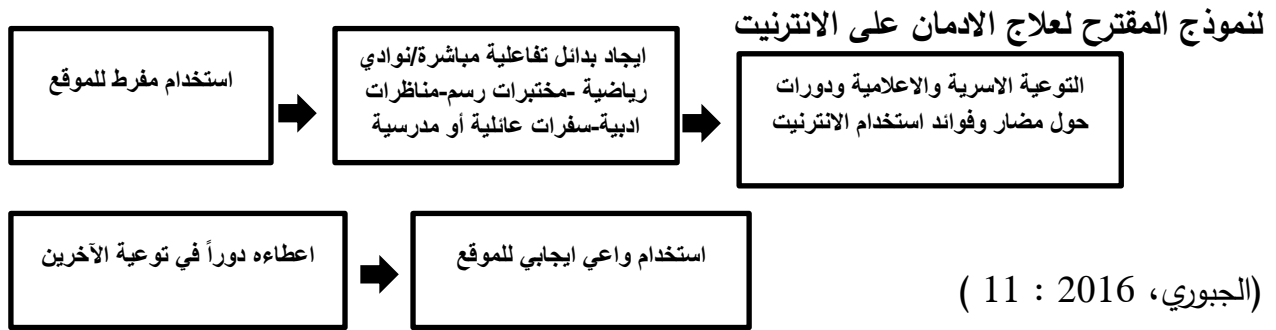 لنموذج المقترح لعلاج الادمان على الانترنيت
استخدام مفرط للموقع
ايجاد بدائل تفاعلية مباشرة/نوادي
رياضية -مختبرات رسم-مناظرات
ادبية-سفرات عائلية أو مدرسية
التوعية الاسرية والاعلامية ودورات
حول مضار وفوائد استخدام الانترنيت
اعطاءه دوراً في توعية الآخرين
استخدام واعي ايجابي للموقع
(الجبوري، 2016 : 11 )